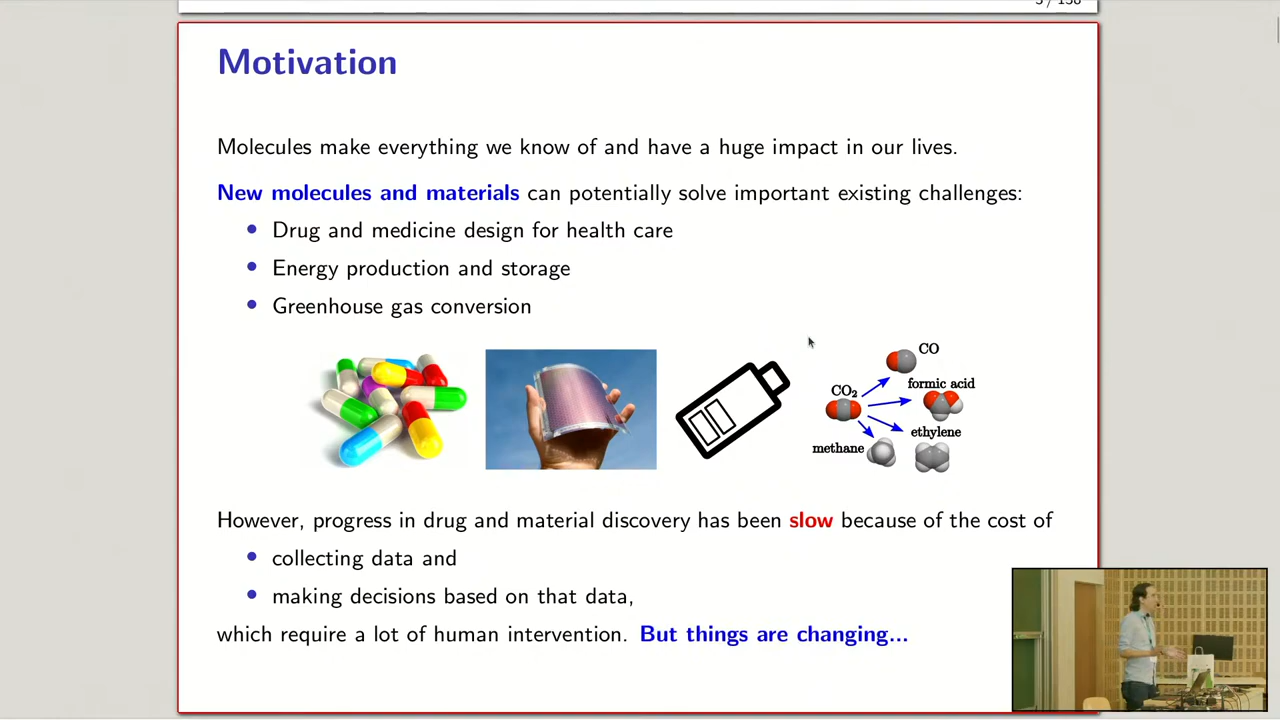 Motivation
Molecules make everything we know of and have a huge impact in our lives.
New molecules and materials can potentially solve important existing challenges:
• Drug and medicine design for health care
• Energy production and storage
• Greenhouse gas conversion
CO
CO₂
formic acid
ethylene
methane
However, progress in drug and material discovery has been slow because of the cost of
• collecting data and
• making decisions based on that data,
which require a lot of human intervention. But things are changing...